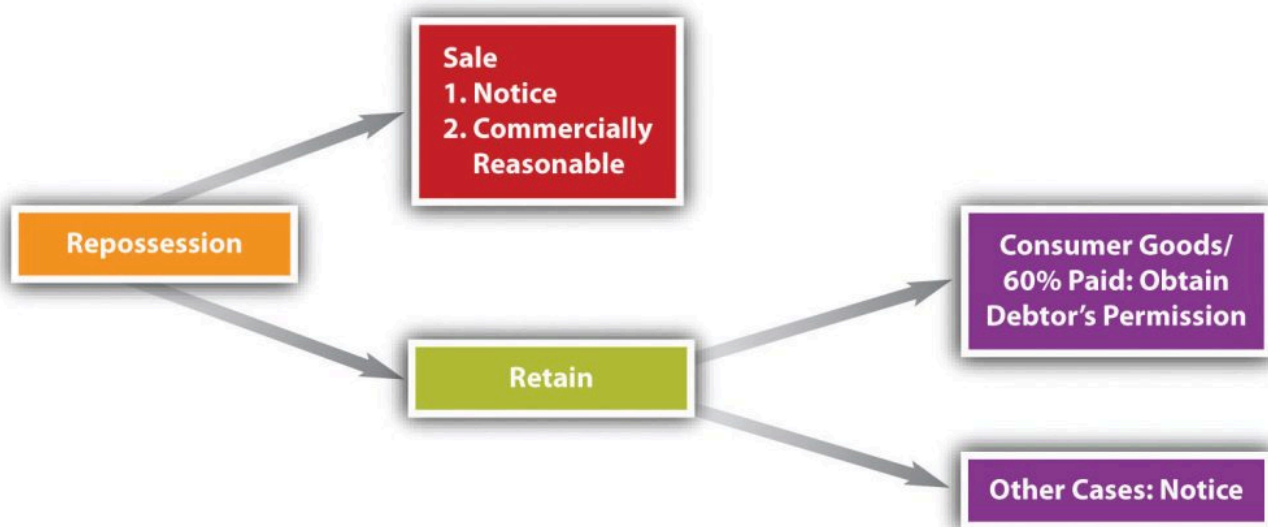 Sale
1. Notice
2. Commercially
Reasonable
Repossession
Consumer Goods/
60% Paid: Obtain
Debtor’s Permission
Retain
Other Cases: Notice